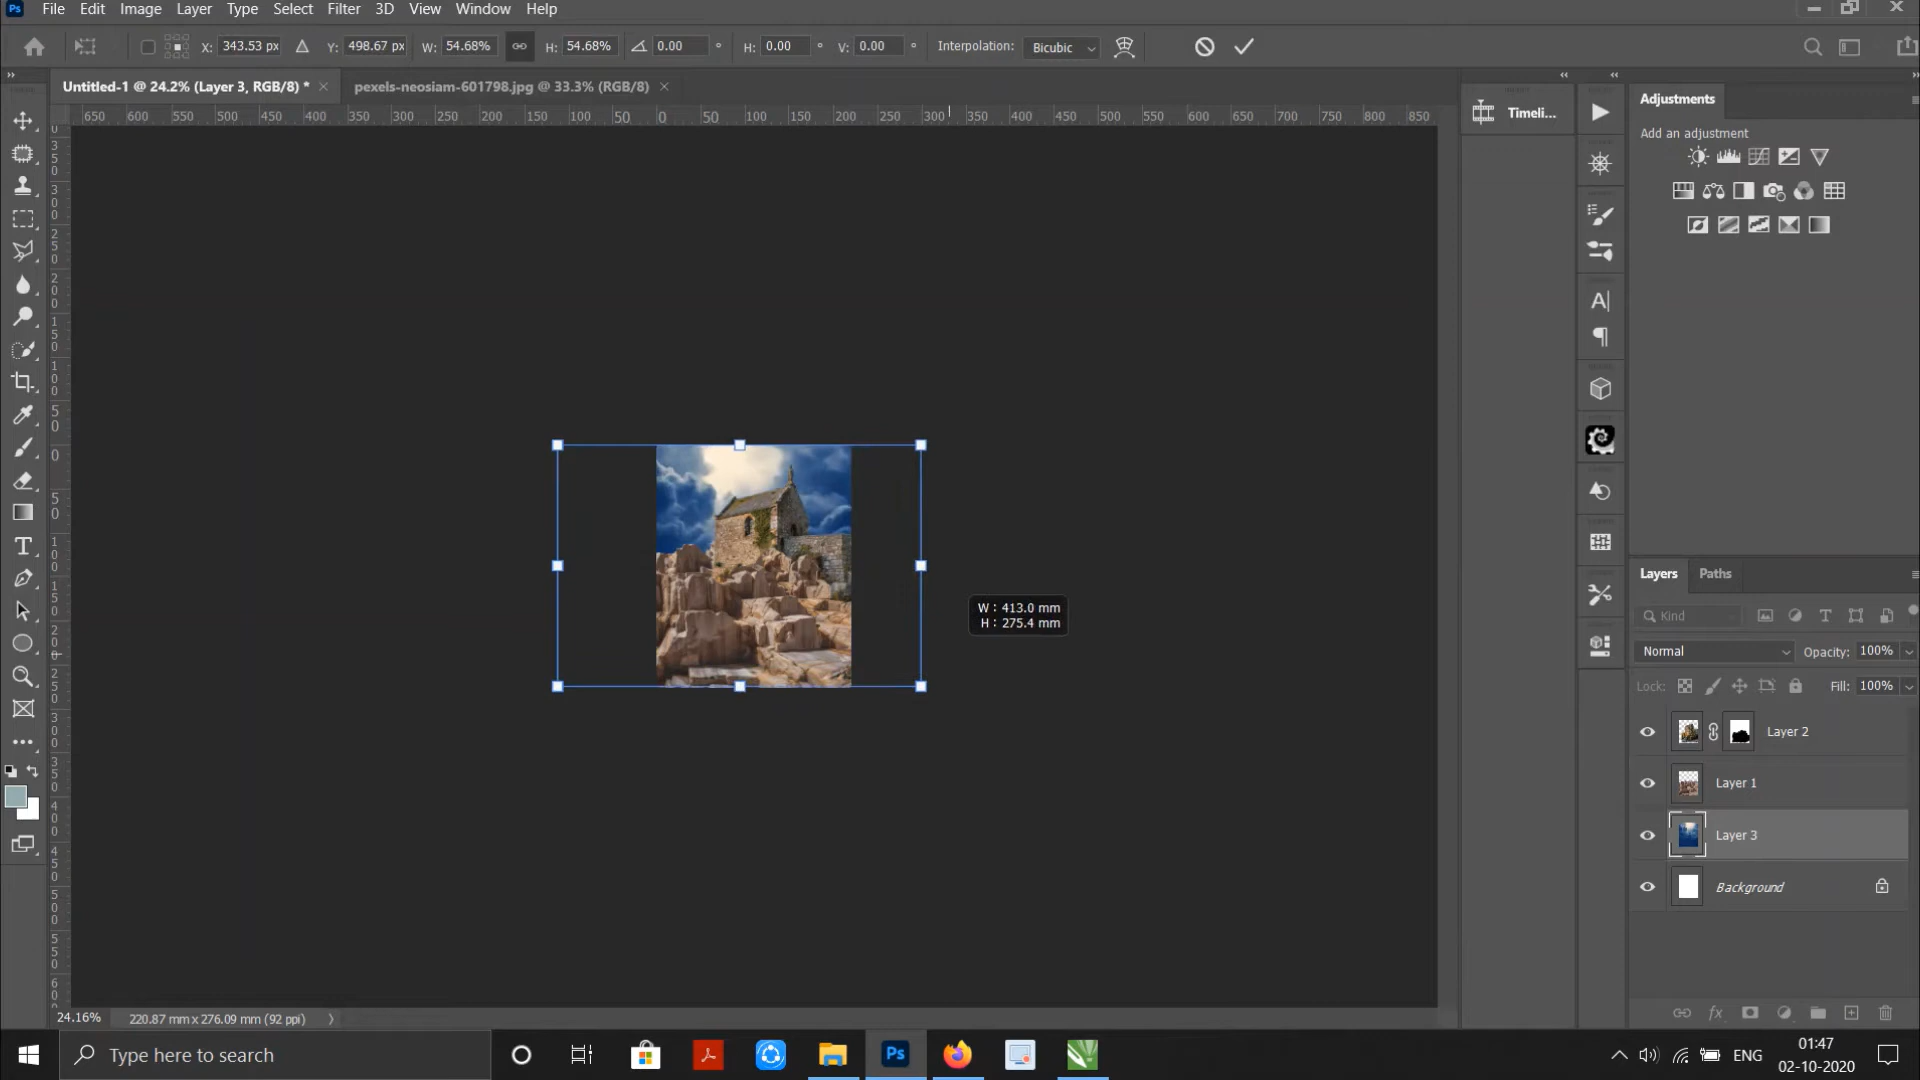 File Edit Image Layer Type Select Filter 3D View Window Help
X: 343.53 px Y: 498.67 px W: 54.68% H: 54.68% 0.00 ° H: 0.00 ° V: 0.00 ° Interpolation: Bicubic
Untitled-1 @ 24.2% (Layer 3, RGB/8) * × pexels-neosiam-601798.jpg @ 33.3% (RGB/8) ×
650 600 550 500 450 400 350 300 250 200 150 100 50 0 50 100 150 200 250 300 350 400 450 500 550 600 650 700 750 800 850
Timeli...
Adjustments
Add an adjustment
W : 413.0 mm
H : 275.4 mm
Layers Paths
Kind
Normal Opacity: 100%
Lock: Fill: 100%
Layer 2
Layer 1
Layer 3
Background
24.16% 220.87 mm x 276.09 mm (92 ppi)
Type here to search
Ps
ENG
01:47
02-10-2020